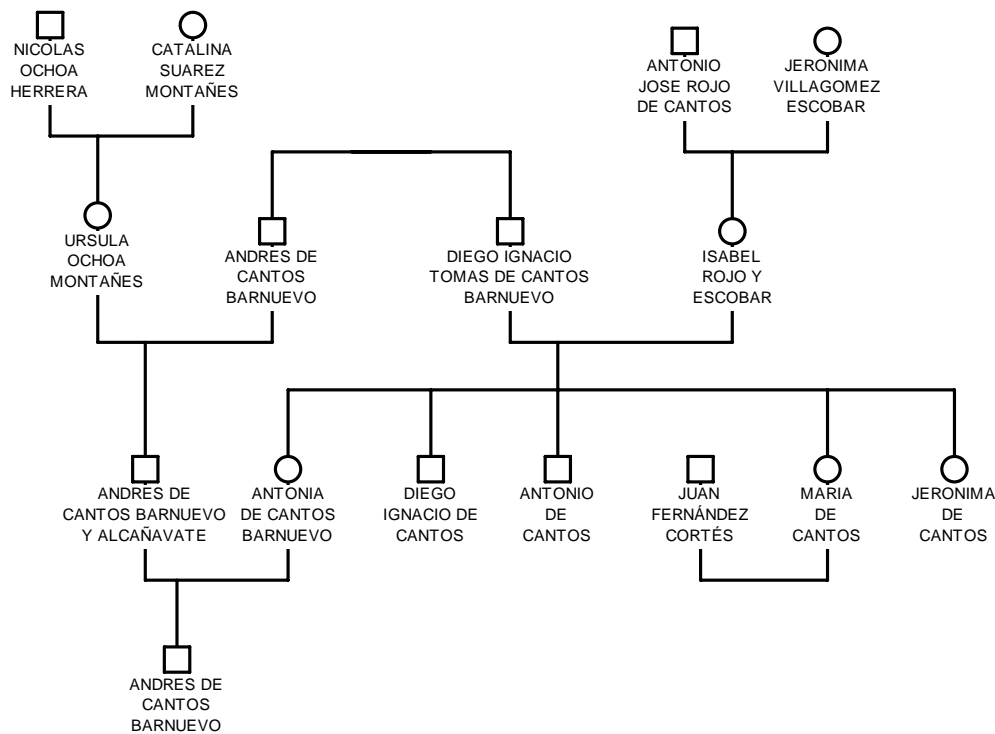 NICOLAS
OCHOA
HERRERA
CATALINA
SUAREZ
MONTAÑES
ANTONIO
JOSE ROJO
DE CANTOS
JERONIMA
VILLAGOMEZ
ESCOBAR
URSULA
OCHOA
MONTAÑES
ANDRES DE
CANTOS
BARNUEVO
DIEGO IGNACIO
TOMAS DE CANTOS
BARNUEVO
ISABEL
ROJO Y
ESCOBAR
ANDRES DE
CANTOS BARNUEVO
Y ALCAÑAVATE
ANTONIA
DE CANTOS
BARNUEVO
DIEGO
IGNACIO DE
CANTOS
ANTONIO
DE
CANTOS
JUAN
FERNÁNDEZ
CORTÉS
MARIA
DE
CANTOS
JERONIMA
DE
CANTOS
ANDRES DE
CANTOS
BARNUEVO